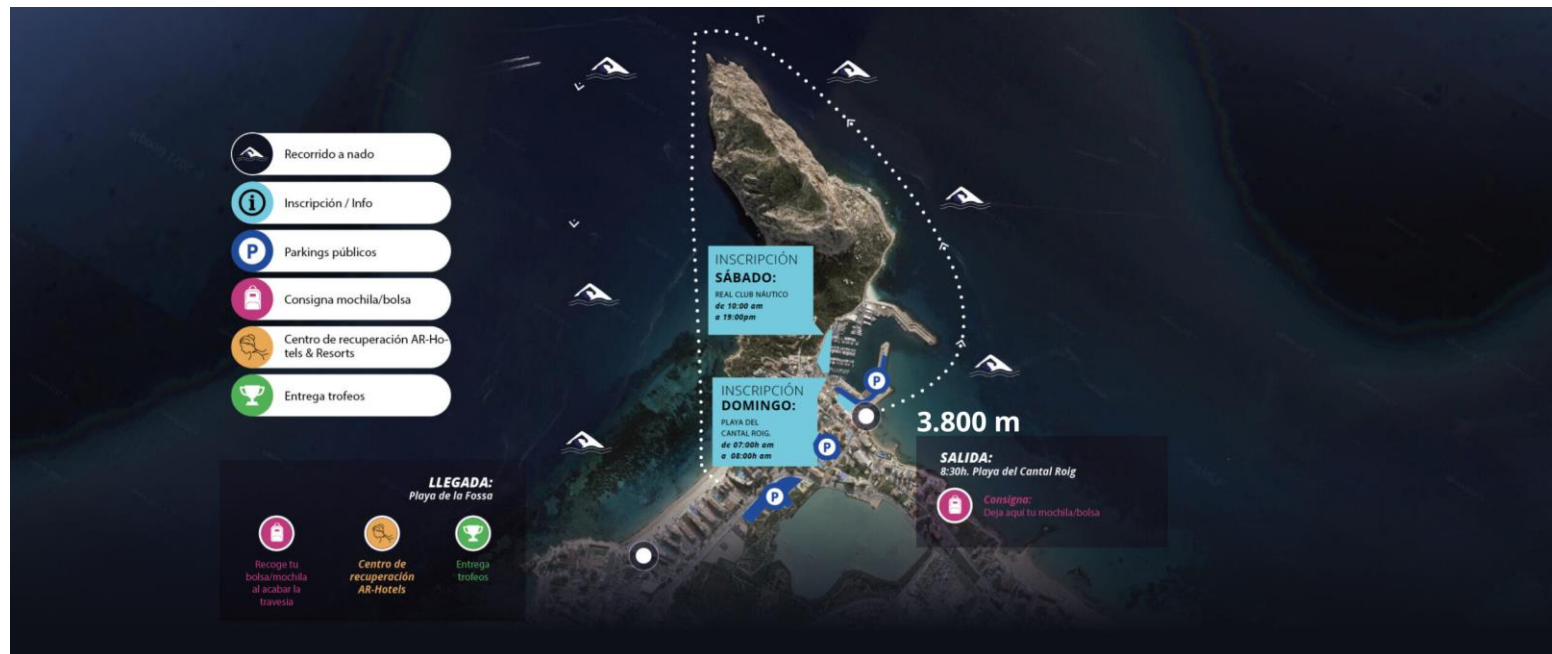 Recorrido a nado
Inscripción / Info
P
Parkings públicos
Consigna mochila/bolsa
Centro de recuperación AR-Ho-
tels & Resorts
Entrega trofeos
INSCRIPCIÓN
SÁBADO:
REAL CLUB NÁUTICO
de 10:00 am
a 19:00pm
INSCRIPCIÓN
DOMINGO:
PLAYA DEL
CANTAL ROIG.
de 07:00h am
a 08:00h am
P
P
P
3.800 m
SALIDA:
8:30h. Playa del Cantal Roig
Consigna:
Deja aquí tu mochila/bolsa
LLEGADA:
Playa de la Fossa
Recoge tu
bolsa/mochila
al acabar la
travesia
Centro de
recuperación
AR-Hotels
Entrega
trofeos